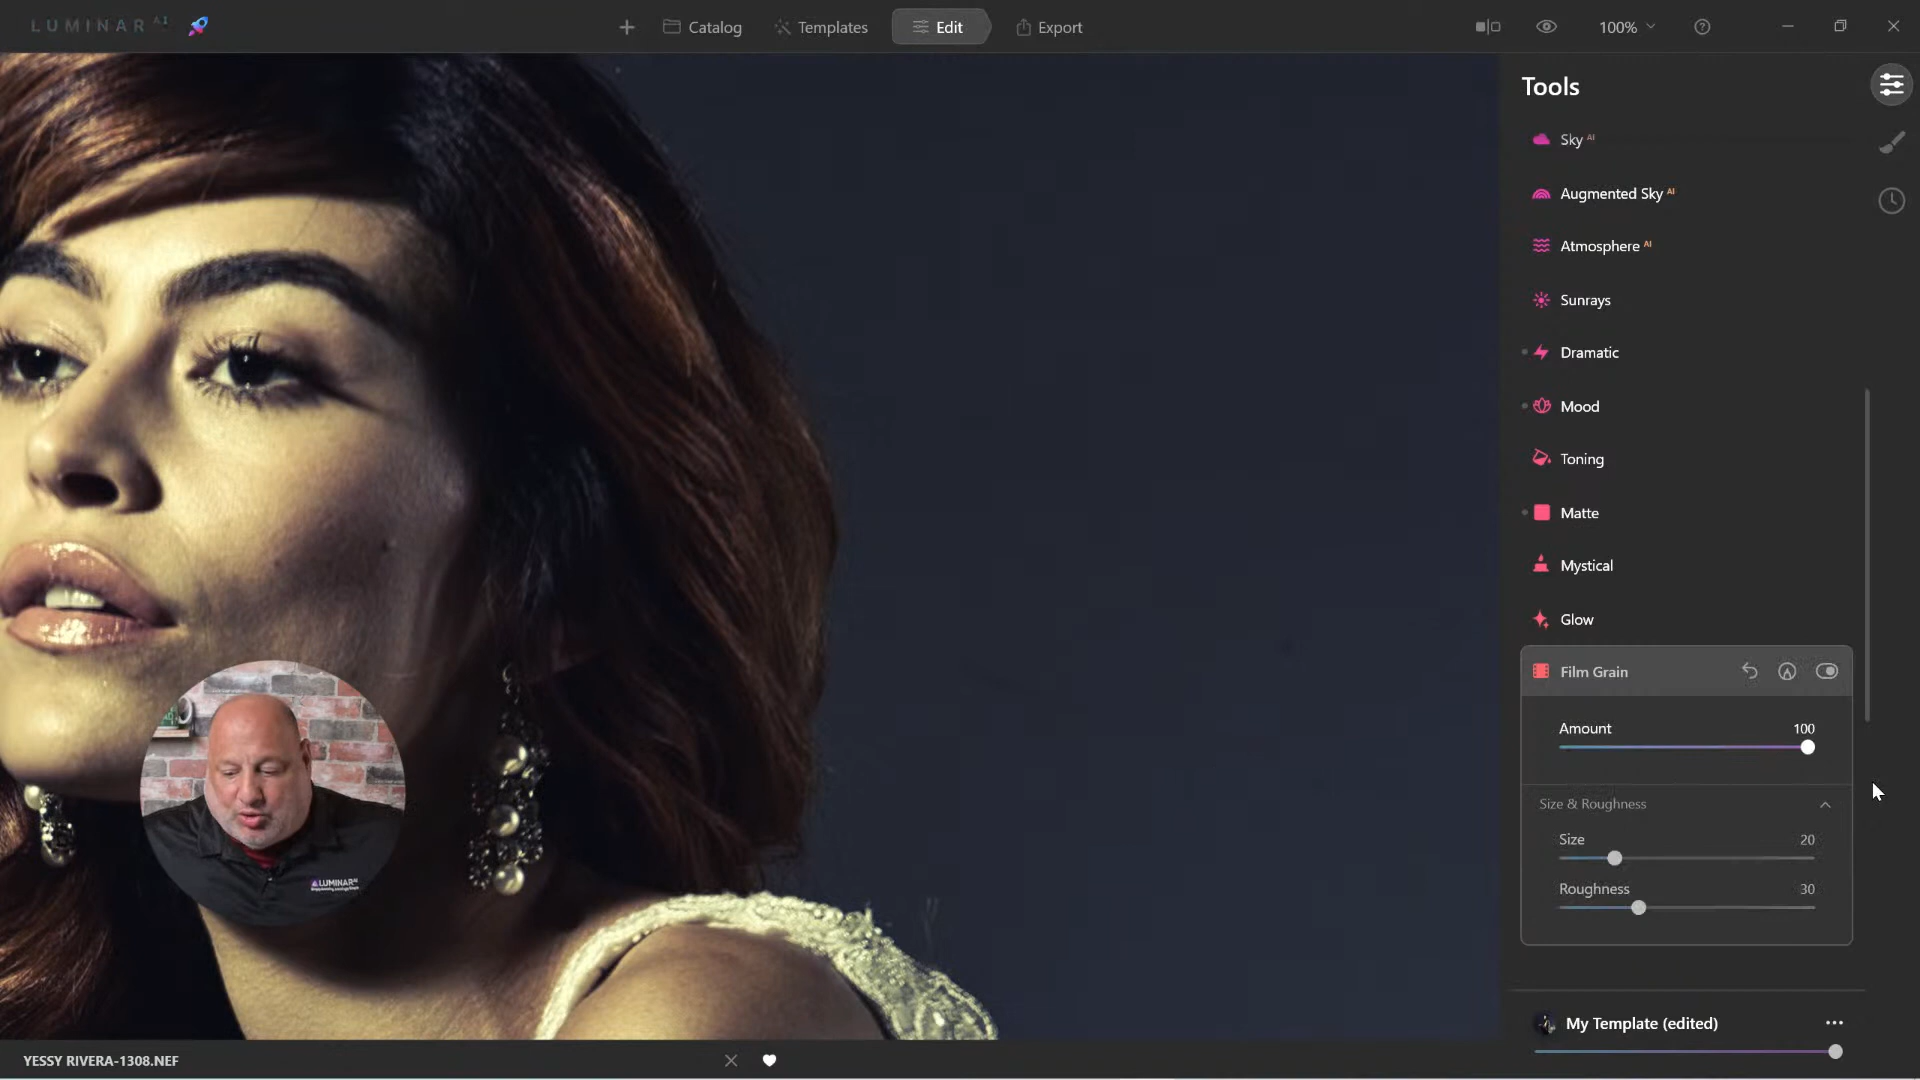 LUMINAR AI
Catalog
Templates
Edit
Export
100%
Tools
Sky AI
Augmented Sky AI
Atmosphere AI
Sunrays
Dramatic
Mood
Toning
Matte
Mystical
Glow
Film Grain
Amount 100
Size & Roughness
Size 20
Roughness 30
LUMINAR AI
My Template (edited)
YESSY RIVERA-1308.NEF